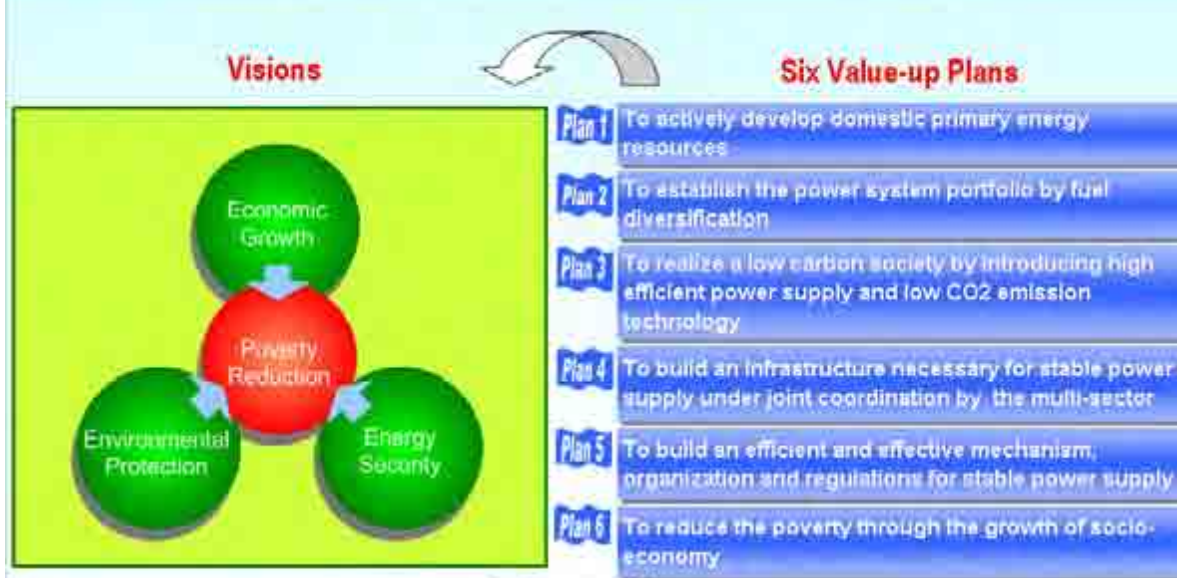 Visions
Economic
Growth
Poverty
Reduction
Environmental
Protection
Energy
Security
Six Value-up Plans
Plan 1
To actively develop domestic primary energy
resources
Plan 2
To establish the power system portfolio by fuel
diversification
Plan 3
To realize a low carbon society by introducing high
efficient power supply and low CO2 emission
technology
Plan 4
To build an infrastructure necessary for stable power
supply under joint coordination by the multi-sector
Plan 5
To build an efficient and effective mechanism,
organization and regulations for stable power supply
Plan 6
To reduce the poverty through the growth of socio-
economy